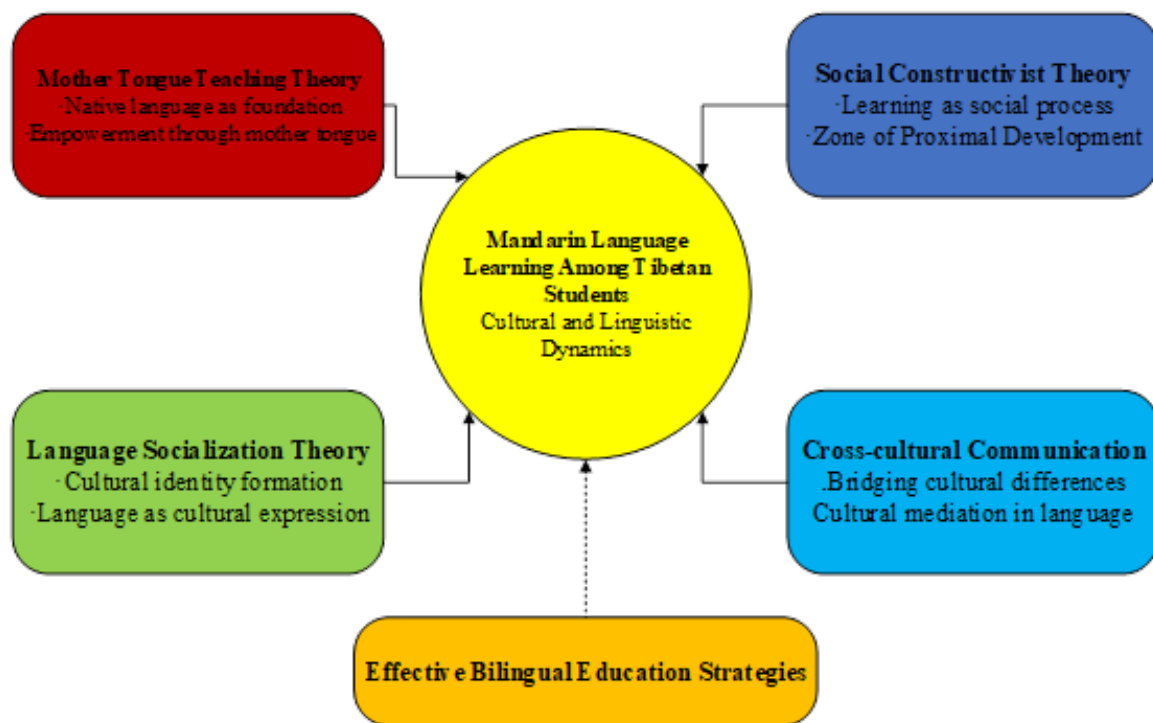 Mother Tongue Teaching Theory
·Native language as foundation
·Empowerment through mother tongue
Social Constructivist Theory
·Learning as social process
·Zone of Proximal Development
Mandarin Language
Learning Among Tibetan
Students
Cultural and Linguistic
Dynamics
Language Socialization Theory
·Cultural identity formation
·Language as cultural expression
Cross-cultural Communication
.Bridging cultural differences
Cultural mediation in language
Effective Bilingual Education Strategies